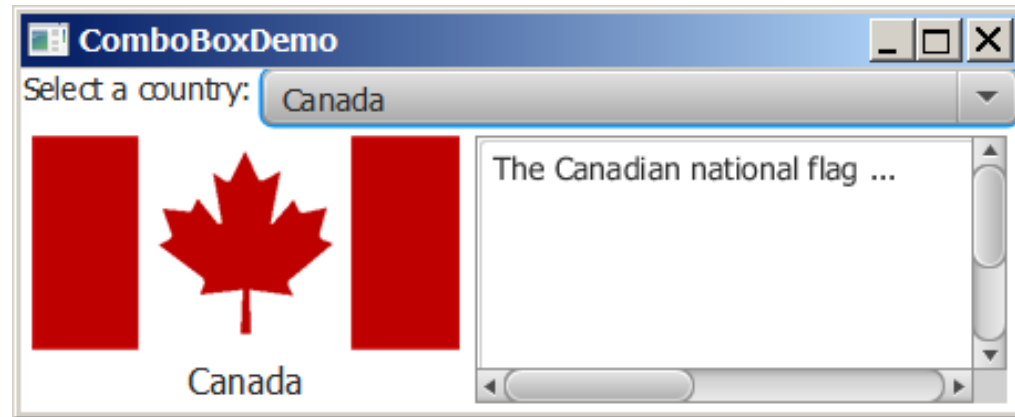 ComboBoxDemo
Select a country: Canada
The Canadian national flag ...
Canada